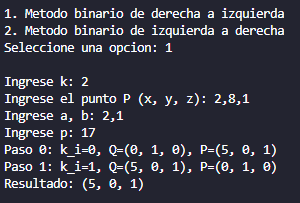 1. Metodo binario de derecha a izquierda
2. Metodo binario de izquierda a derecha
Seleccione una opcion: 1
Ingrese k: 2
Ingrese el punto P (x, y, z): 2,8,1
Ingrese a, b: 2,1
Ingrese p: 17
Paso 0: k_i=0, Q=(0, 1, 0), P=(5, 0, 1)
Paso 1: k_i=1, Q=(5, 0, 1), P=(0, 1, 0)
Resultado: (5, 0, 1)